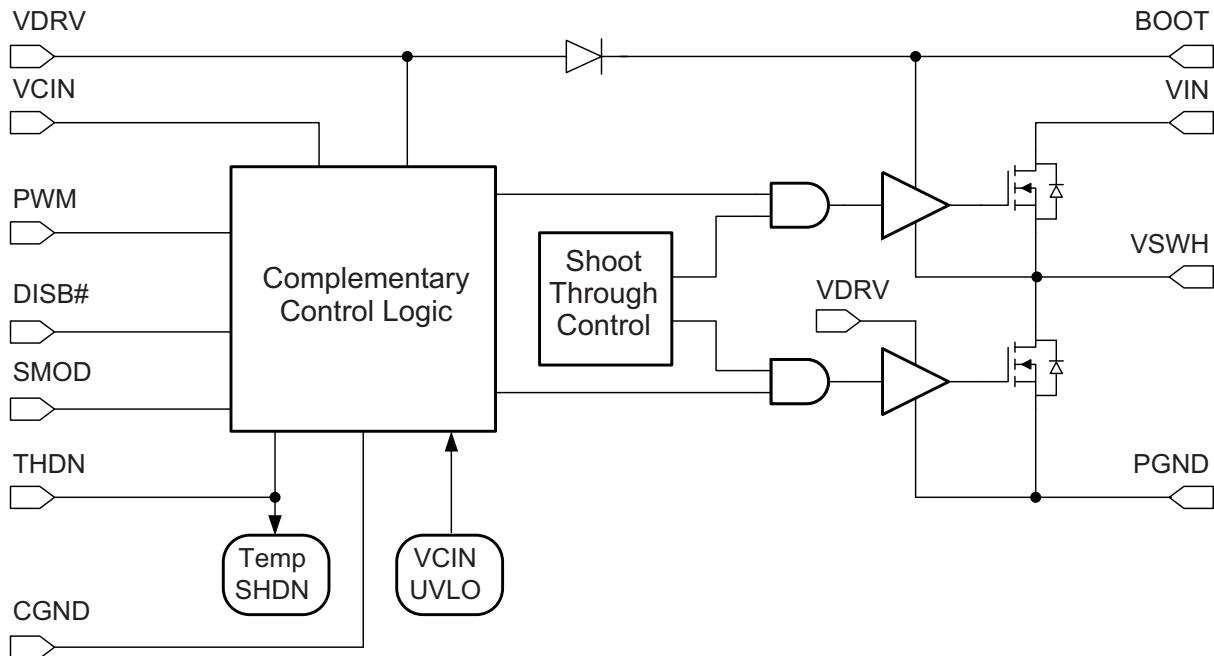 VDRV
BOOT
VCIN
VIN
PWM
Complementary
Control Logic
Shoot
Through
Control
VSWH
DISB#
VDRV
SMOD
THDN
PGND
Temp
SHDN
VCIN
UVLO
CGND